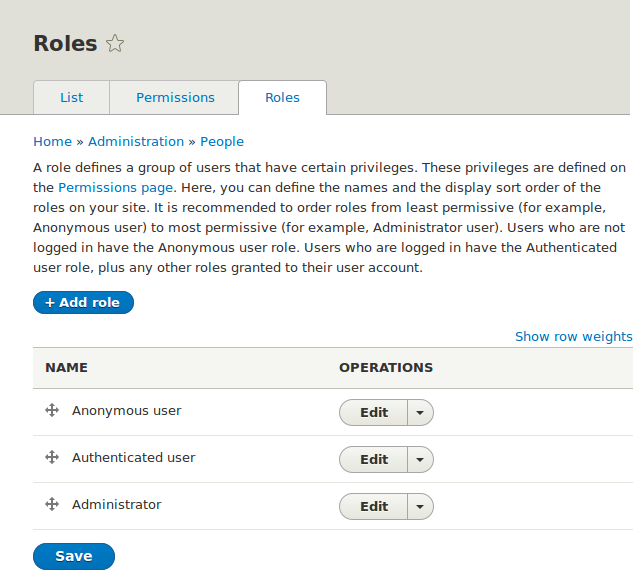 Roles
List Permissions Roles
Home » Administration » People
A role defines a group of users that have certain privileges. These privileges are defined on
the Permissions page. Here, you can define the names and the display sort order of the
roles on your site. It is recommended to order roles from least permissive (for example,
Anonymous user) to most permissive (for example, Administrator user). Users who are not
logged in have the Anonymous user role. Users who are logged in have the Authenticated
user role, plus any other roles granted to their user account.
+ Add role
Show row weights
NAME OPERATIONS
Anonymous user Edit
Authenticated user Edit
Administrator Edit
Save